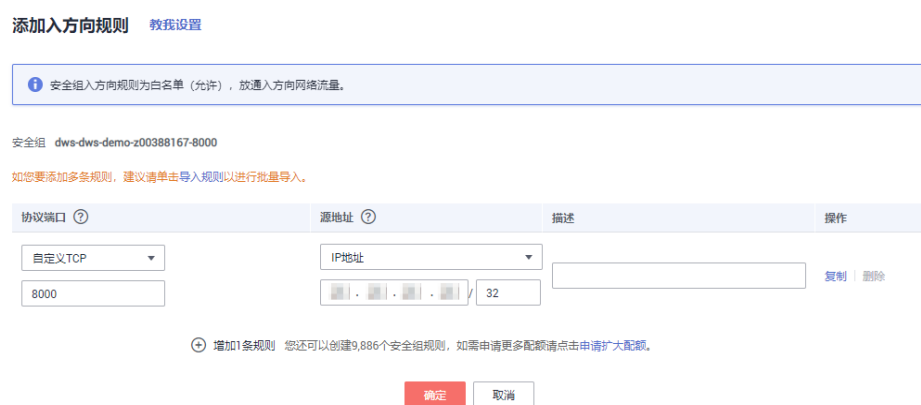 添加入方向规则 教我设置
安全组入方向规则为白名单（允许），放通入方向网络流量。
安全组 dws-dws-demo-z00388167-8000
如您要添加多条规则，建议请单击导入规则以进行批量导入。
协议端口 ? 源地址 ? 描述 操作
自定义TCP IP地址
复制 删除
8000 . . . / 32
增加1条规则 您还可以创建9,886个安全组规则，如需申请更多配额请点击申请扩大配额。
确定 取消